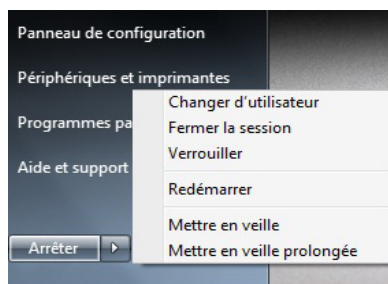 Panneau de configuration
Périphériques et imprimantes
Programmes pa
Aide et support
Arrêter
Changer d'utilisateur
Fermer la session
Verrouiller
Redémarrer
Mettre en veille
Mettre en veille prolongée